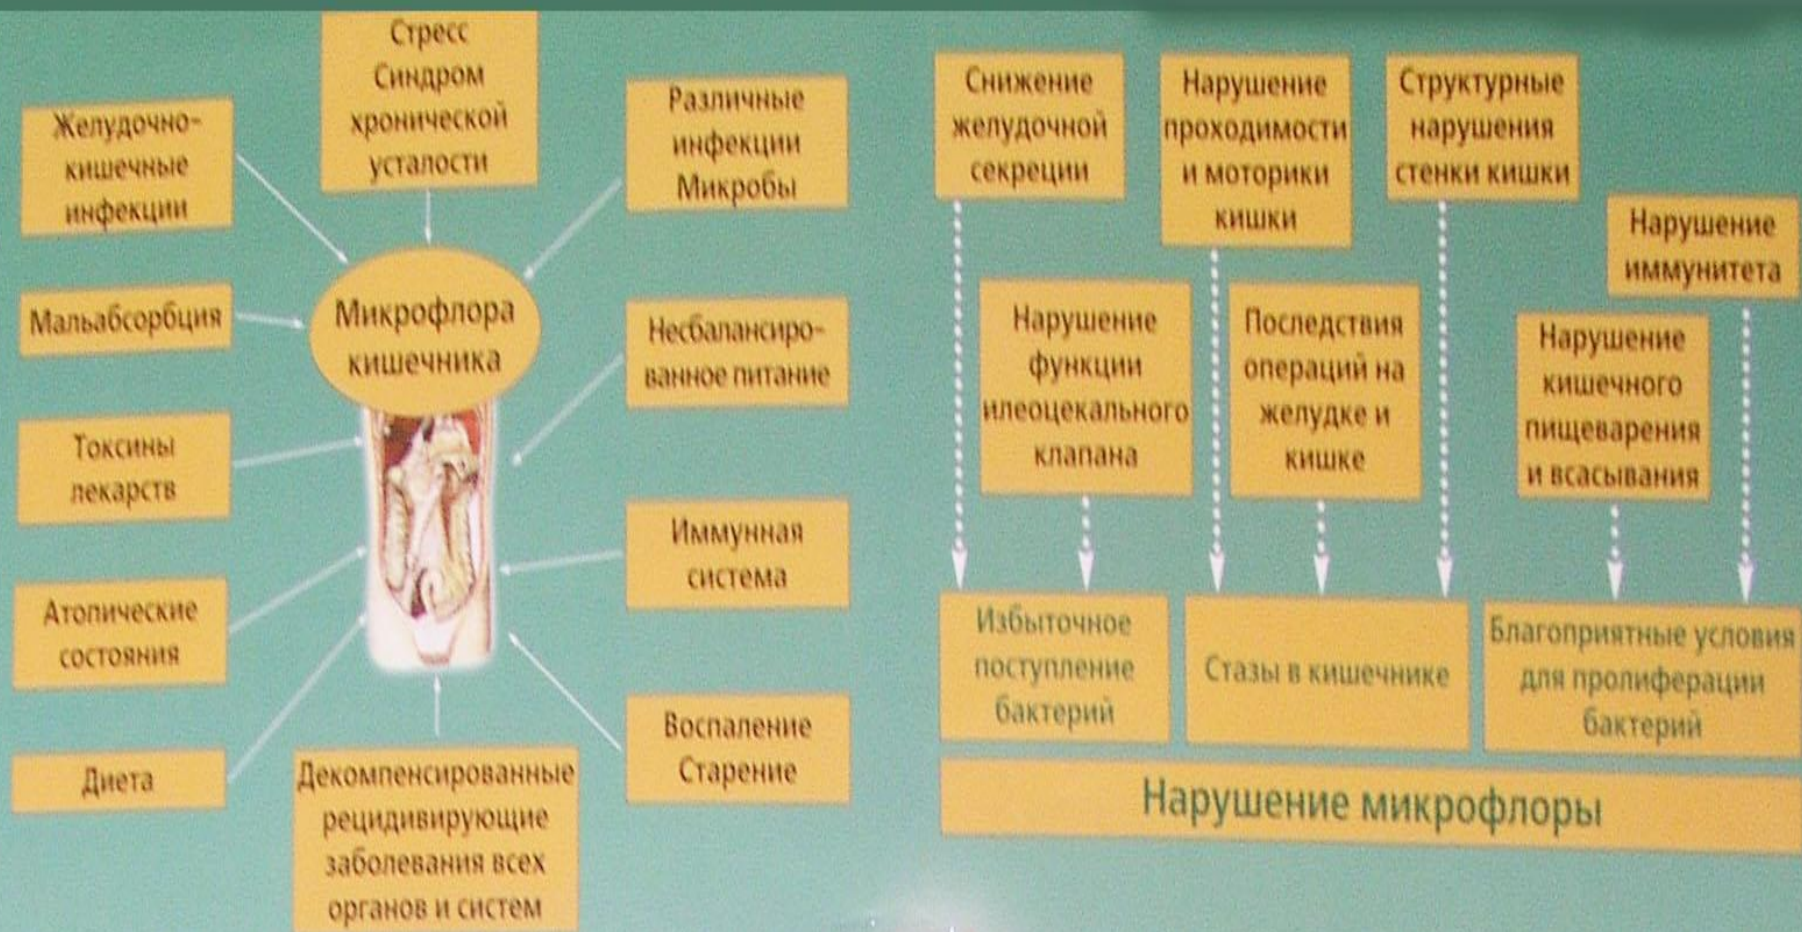 Стресс
Синдром
хронической
усталости
Желудочно-
кишечные
инфекции
Различные
инфекции
Микробы
Микрофлора
кишечника
Мальабсорбция
Несбалансиро-
ванное питание
Токсины
лекарств
Иммунная
система
Атопические
состояния
Воспаление
Старение
Диета
Декомпенсированные
рецидивирующие
заболевания всех
органов и систем
Снижение
желудочной
секреции
Нарушение
проходимости
и моторики
кишки
Структурные
нарушения
стенки кишки
Нарушение
иммунитета
Нарушение
функции
илеоцекального
клапана
Последствия
операций на
желудке и
кишке
Нарушение
кишечного
пищеварения
и всасывания
Избыточное
поступление
бактерий
Стазы в кишечнике
Благоприятные условия
для пролиферации
бактерий
Нарушение микрофлоры